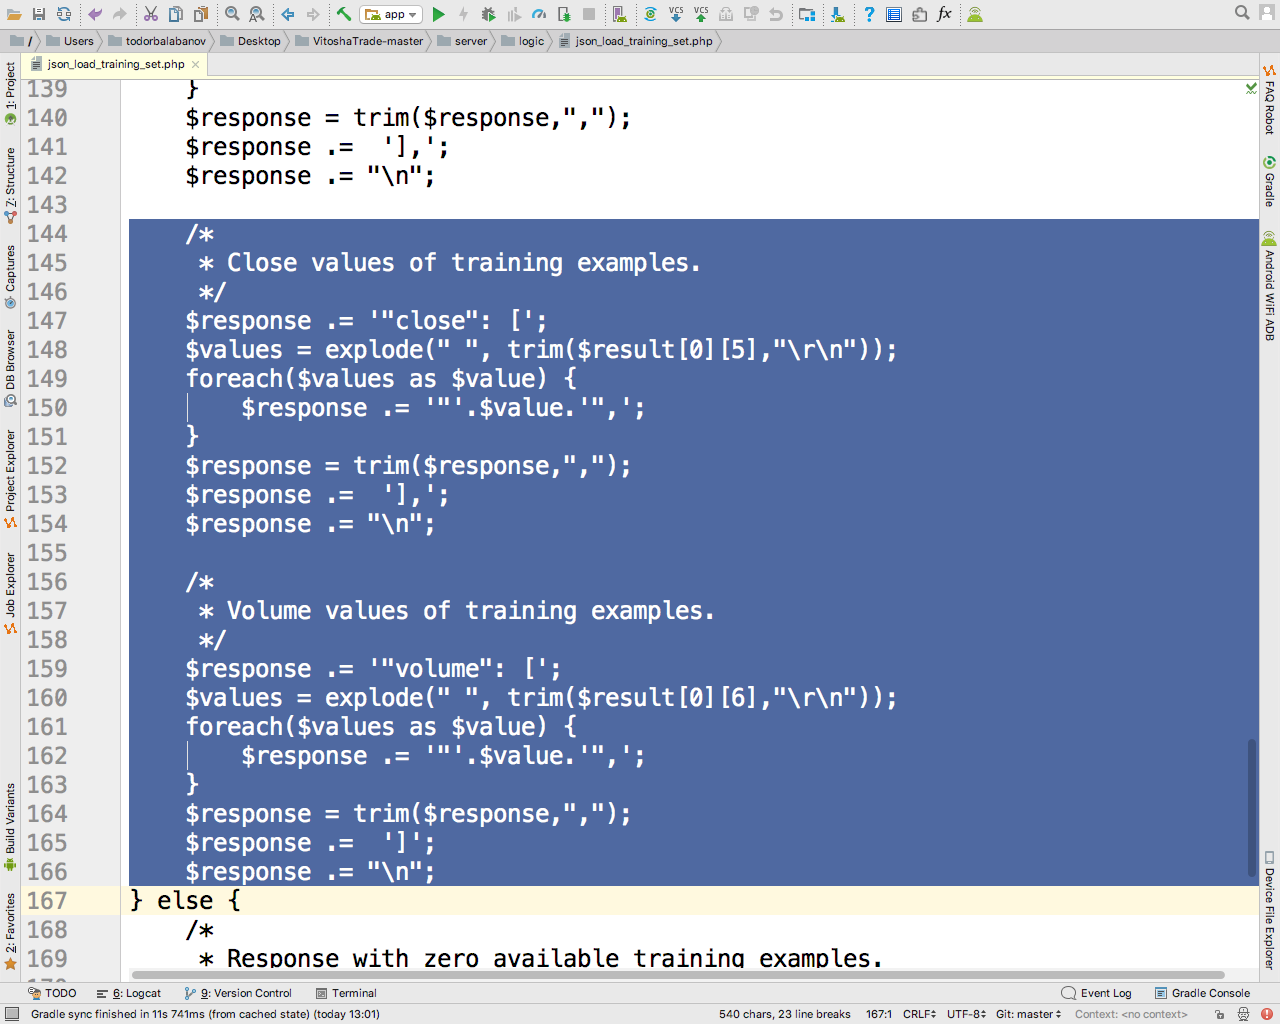 app
VCS
VCS
?
fx
/
Users
todorbalabanov
Desktop
VitoshaTrade-master
server
logic
json_load_training_set.php
json_load_training_set.php
1: Project
7: Structure
Captures
DB Browser
Project Explorer
Job Explorer
Build Variants
2: Favorites
139     }
140     $response = trim($response,",");
141     $response .=  '],';
142     $response .= "\n";
143
144     /*
145      * Close values of training examples.
146      */
147     $response .= '"close": [';
148     $values = explode(" ", trim($result[0][5],"\r\n"));
149     foreach($values as $value) {
150         $response .= '"'.$value.'",';
151     }
152     $response = trim($response,",");
153     $response .=  '],';
154     $response .= "\n";
155
156     /*
157      * Volume values of training examples.
158      */
159     $response .= '"volume": [';
160     $values = explode(" ", trim($result[0][6],"\r\n"));
161     foreach($values as $value) {
162         $response .= '"'.$value.'",';
163     }
164     $response = trim($response,",");
165     $response .=  ']';
166     $response .= "\n";
167 } else {
168     /*
169      * Response with zero available training examples.
FAQ Robot
Gradle
Android WiFi ADB
Device File Explorer
TODO
6: Logcat
9: Version Control
Terminal
Event Log
Gradle Console
Gradle sync finished in 11s 741ms (from cached state) (today 13:01)
540 chars, 23 line breaks
167:1
CRLF
UTF-8
Git: master
Context: <no context>